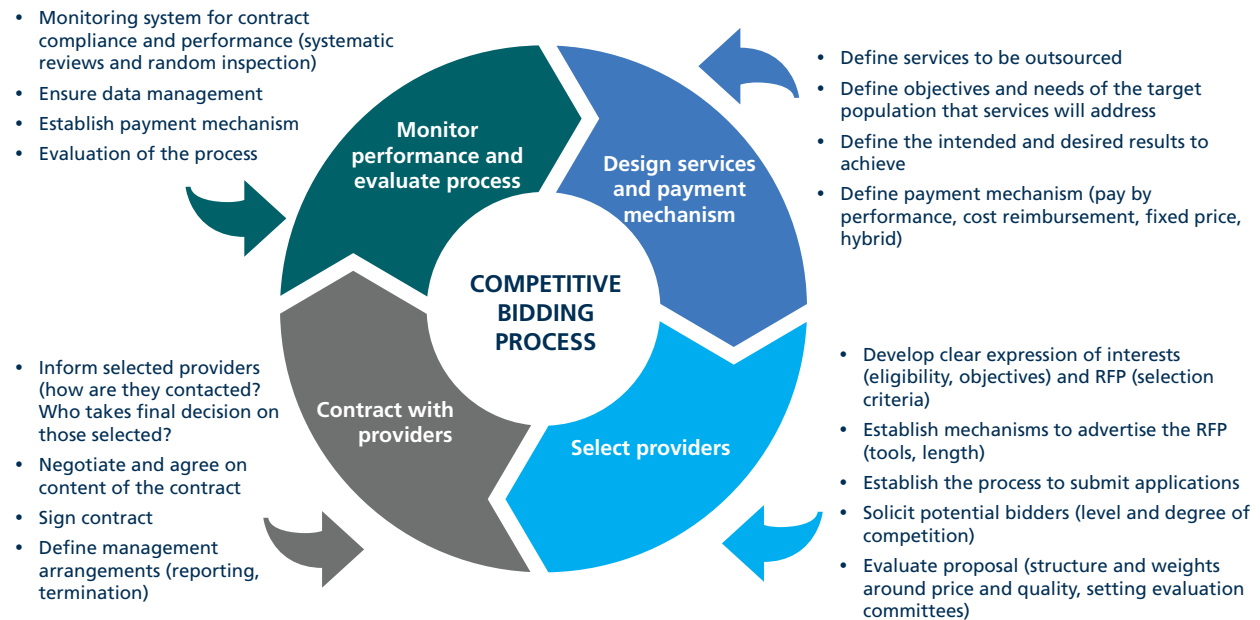 • Monitoring system for contract
compliance and performance (systematic
reviews and random inspection)
• Ensure data management
• Establish payment mechanism
• Evaluation of the process
Monitor
performance and
evaluate process
Design services
and payment
mechanism
• Define services to be outsourced
• Define objectives and needs of the target
population that services will address
• Define the intended and desired results to
achieve
• Define payment mechanism (pay by
performance, cost reimbursement, fixed price,
hybrid)
COMPETITIVE
BIDDING
PROCESS
• Inform selected providers
(how are they contacted?
Who takes final decision on
those selected?
• Negotiate and agree on
content of the contract
• Sign contract
• Define management
arrangements (reporting,
termination)
Contract with
providers
Select providers
• Develop clear expression of interests
(eligibility, objectives) and RFP (selection
criteria)
• Establish mechanisms to advertise the RFP
(tools, length)
• Establish the process to submit applications
• Solicit potential bidders (level and degree of
competition)
• Evaluate proposal (structure and weights
around price and quality, setting evaluation
committees)